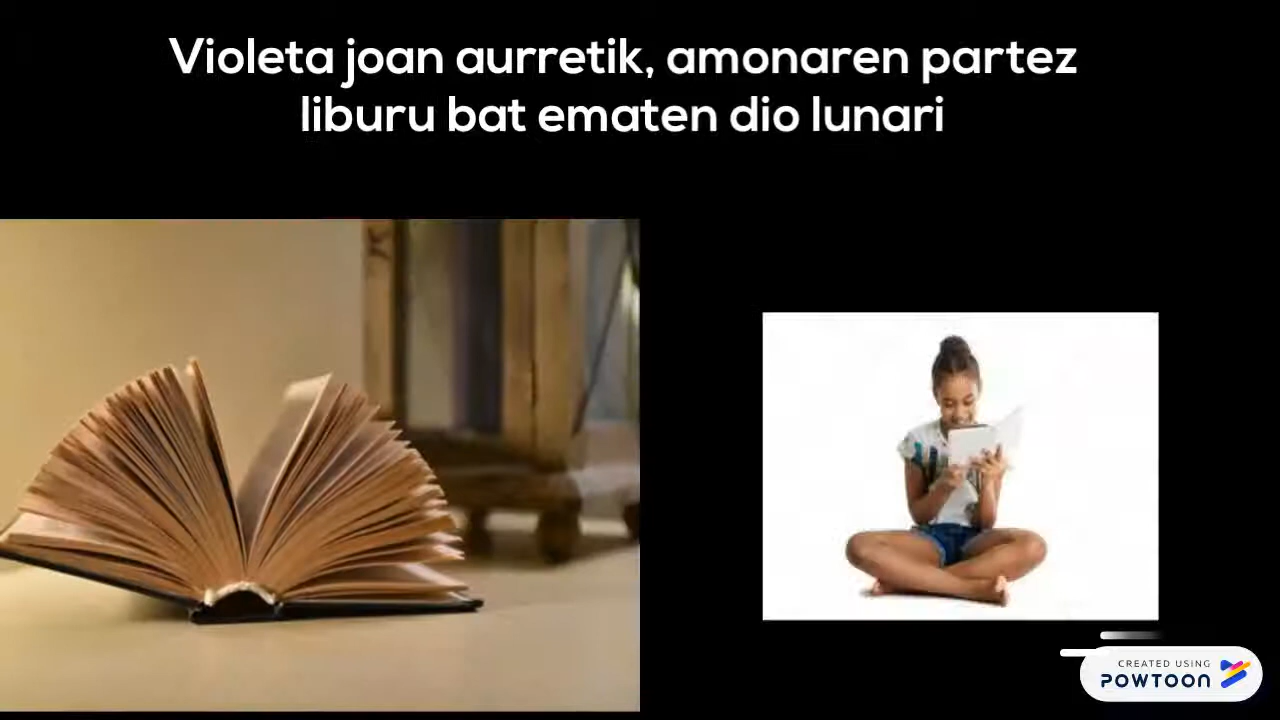 Violeta joan aurretik, amonaren partez
liburu bat ematen dio lunari
CREATED USING
POWTOON